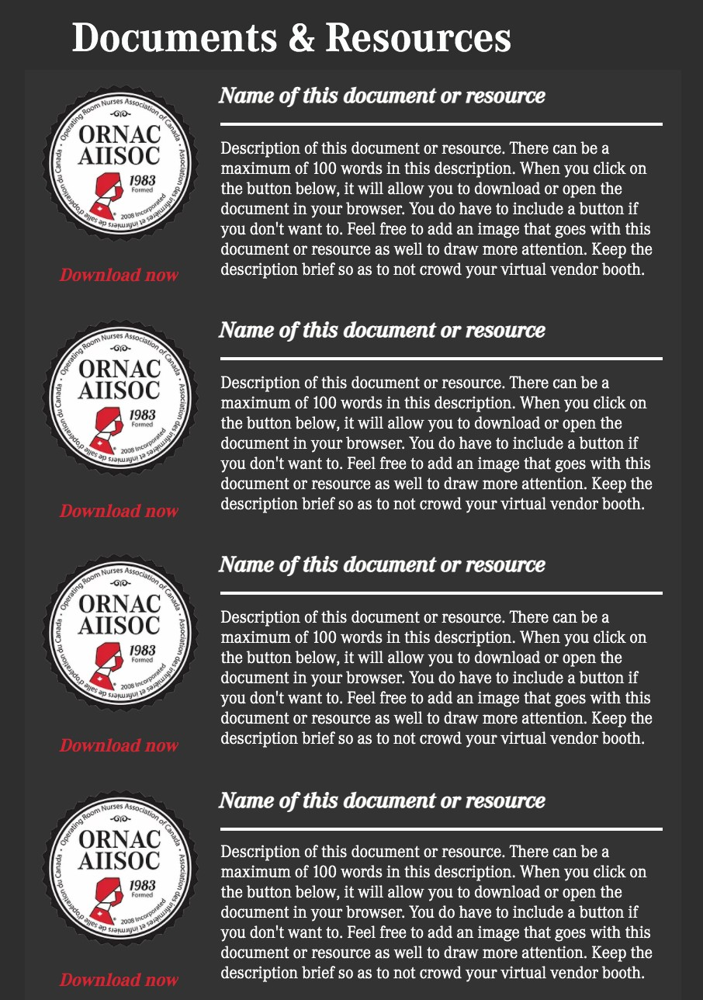 Documents & Resources
Operating Room Nurses Association of Canada • Association des infirmières et infirmiers de salle d'opération du Canada •
ORNAC
AIISOC
1983
Formed
® 2008 Incorporated
Download now
Name of this document or resource
Description of this document or resource. There can be a
maximum of 100 words in this description. When you click on
the button below, it will allow you to download or open the
document in your browser. You do have to include a button if
you don't want to. Feel free to add an image that goes with this
document or resource as well to draw more attention. Keep the
description brief so as to not crowd your virtual vendor booth.
Operating Room Nurses Association of Canada • Association des infirmières et infirmiers de salle d'opération du Canada •
ORNAC
AIISOC
1983
Formed
® 2008 Incorporated
Download now
Name of this document or resource
Description of this document or resource. There can be a
maximum of 100 words in this description. When you click on
the button below, it will allow you to download or open the
document in your browser. You do have to include a button if
you don't want to. Feel free to add an image that goes with this
document or resource as well to draw more attention. Keep the
description brief so as to not crowd your virtual vendor booth.
Operating Room Nurses Association of Canada • Association des infirmières et infirmiers de salle d'opération du Canada •
ORNAC
AIISOC
1983
Formed
® 2008 Incorporated
Download now
Name of this document or resource
Description of this document or resource. There can be a
maximum of 100 words in this description. When you click on
the button below, it will allow you to download or open the
document in your browser. You do have to include a button if
you don't want to. Feel free to add an image that goes with this
document or resource as well to draw more attention. Keep the
description brief so as to not crowd your virtual vendor booth.
Operating Room Nurses Association of Canada • Association des infirmières et infirmiers de salle d'opération du Canada •
ORNAC
AIISOC
1983
Formed
® 2008 Incorporated
Download now
Name of this document or resource
Description of this document or resource. There can be a
maximum of 100 words in this description. When you click on
the button below, it will allow you to download or open the
document in your browser. You do have to include a button if
you don't want to. Feel free to add an image that goes with this
document or resource as well to draw more attention. Keep the
description brief so as to not crowd your virtual vendor booth.